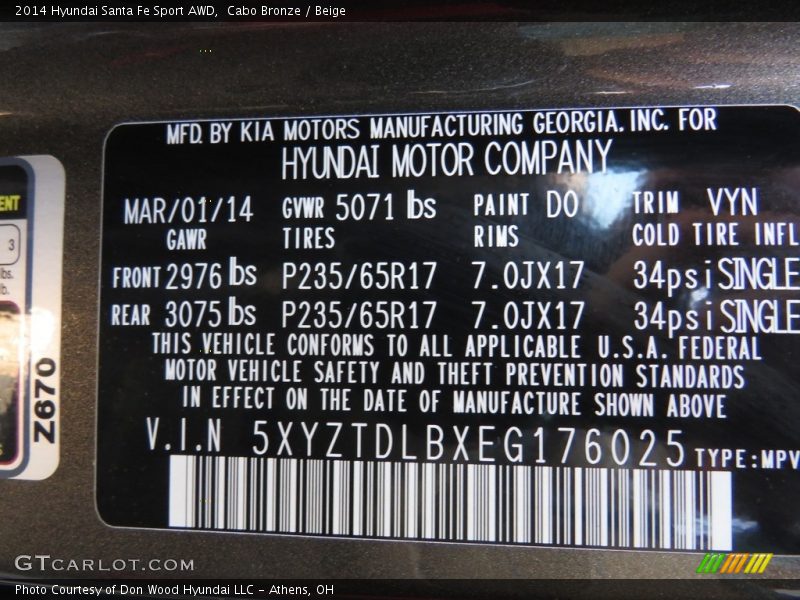 2014 Hyundai Santa Fe Sport AWD,  Cabo Bronze / Beige
MFD. BY KIA MOTORS MANUFACTURING GEORGIA. INC. FOR
HYUNDAI MOTOR COMPANY
MAR/01/14 GVWR 5071 lbs PAINT DO TRIM VYN
GAWR TIRES RIMS COLD TIRE INFL
FRONT 2976 lbs P235/65R17 7.0JX17 34psi SINGLE
REAR 3075 lbs P235/65R17 7.0JX17 34psi SINGLE
THIS VEHICLE CONFORMS TO ALL APPLICABLE U.S.A. FEDERAL
MOTOR VEHICLE SAFETY AND THEFT PREVENTION STANDARDS
IN EFFECT ON THE DATE OF MANUFACTURE SHOWN ABOVE
V.I.N 5XYZTDLBXEG176025 TYPE:MPV
ENT
3
lbs.
lb.
Z670
GTCARLOT.COM
Photo Courtesy of Don Wood Hyundai LLC - Athens, OH